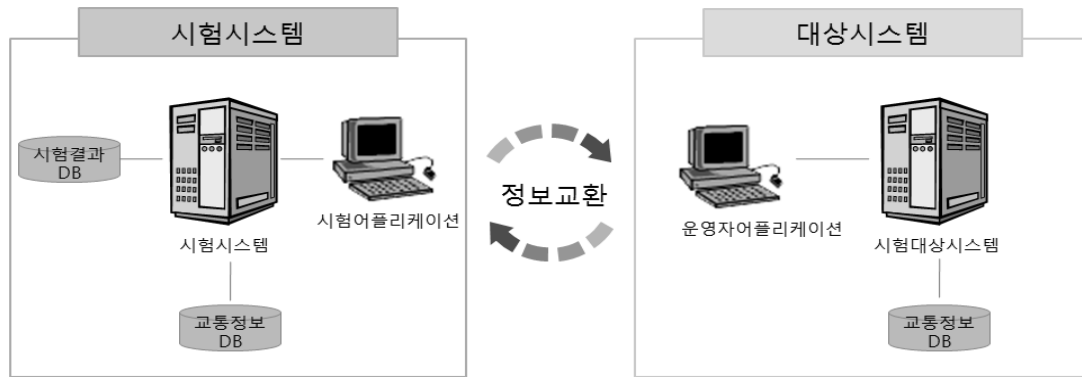 시험시스템
대상시스템
시험결과
DB
시험시스템
시험어플리케이션
교통정보
DB
정보교환
운영자어플리케이션
시험대상시스템
교통정보
DB